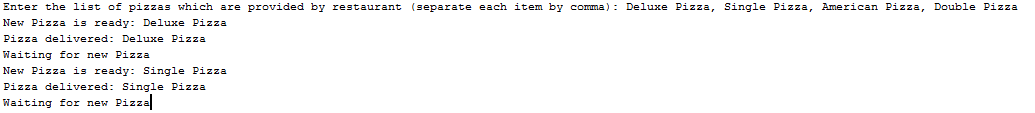 Enter the list of pizzas which are provided by restaurant (separate each item by comma): Deluxe Pizza, Single Pizza, American Pizza, Double Pizza
New Pizza is ready: Deluxe Pizza
Pizza delivered: Deluxe Pizza
Waiting for new Pizza
New Pizza is ready: Single Pizza
Pizza delivered: Single Pizza
Waiting for new Pizza